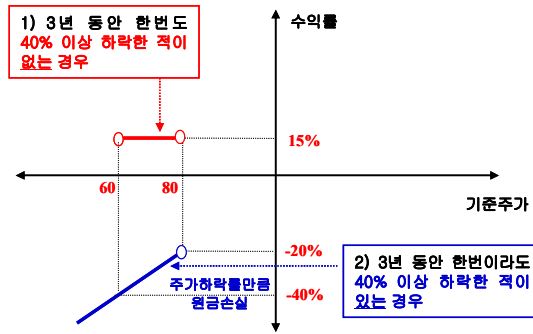 1) 3년 동안 한번도
40% 이상 하락한 적이
없는 경우
수익률
15%
60
80
기준주가
-20%
주가하락률만큼
원금손실
-40%
2) 3년 동안 한번이라도
40% 이상 하락한 적이
있는 경우